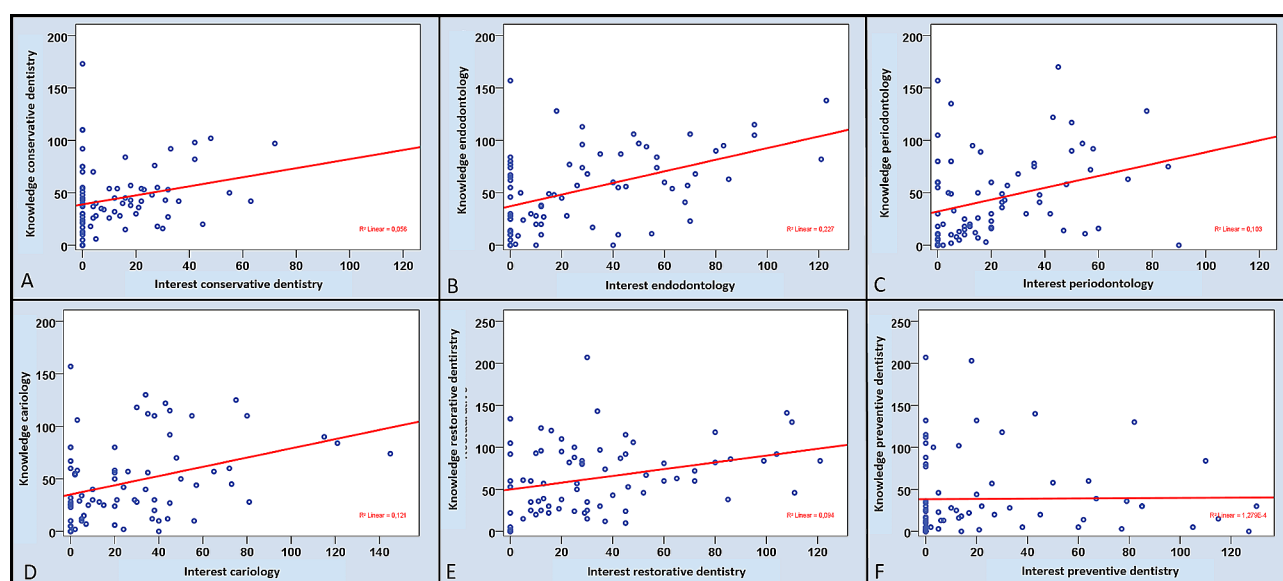 200
150
100
50
0
Knowledge conservative dentistry
0 20 40 60 80 100 120
Interest conservative dentistry
R² Linear = 0,056
A
200
150
100
50
0
Knowledge endodontology
0 20 40 60 80 100 120
Interest endodontology
R² Linear = 0,227
B
200
150
100
50
0
Knowledge periodontology
0 20 40 60 80 100 120
Interest periodontology
R² Linear = 0,103
C
200
150
100
50
0
Knowledge cariology
0 20 40 60 80 100 120 140
Interest cariology
D
250
200
150
100
50
0
Knowledge restorative dentirstry
0 20 40 60 80 100 120
Interest restorative dentistry
R² Linear = 0,094
E
250
200
150
100
50
0
Knowledge preventive dentistry
0 20 40 60 80 100 120
Interest preventive dentistry
R² Linear = 1,279E-4
F